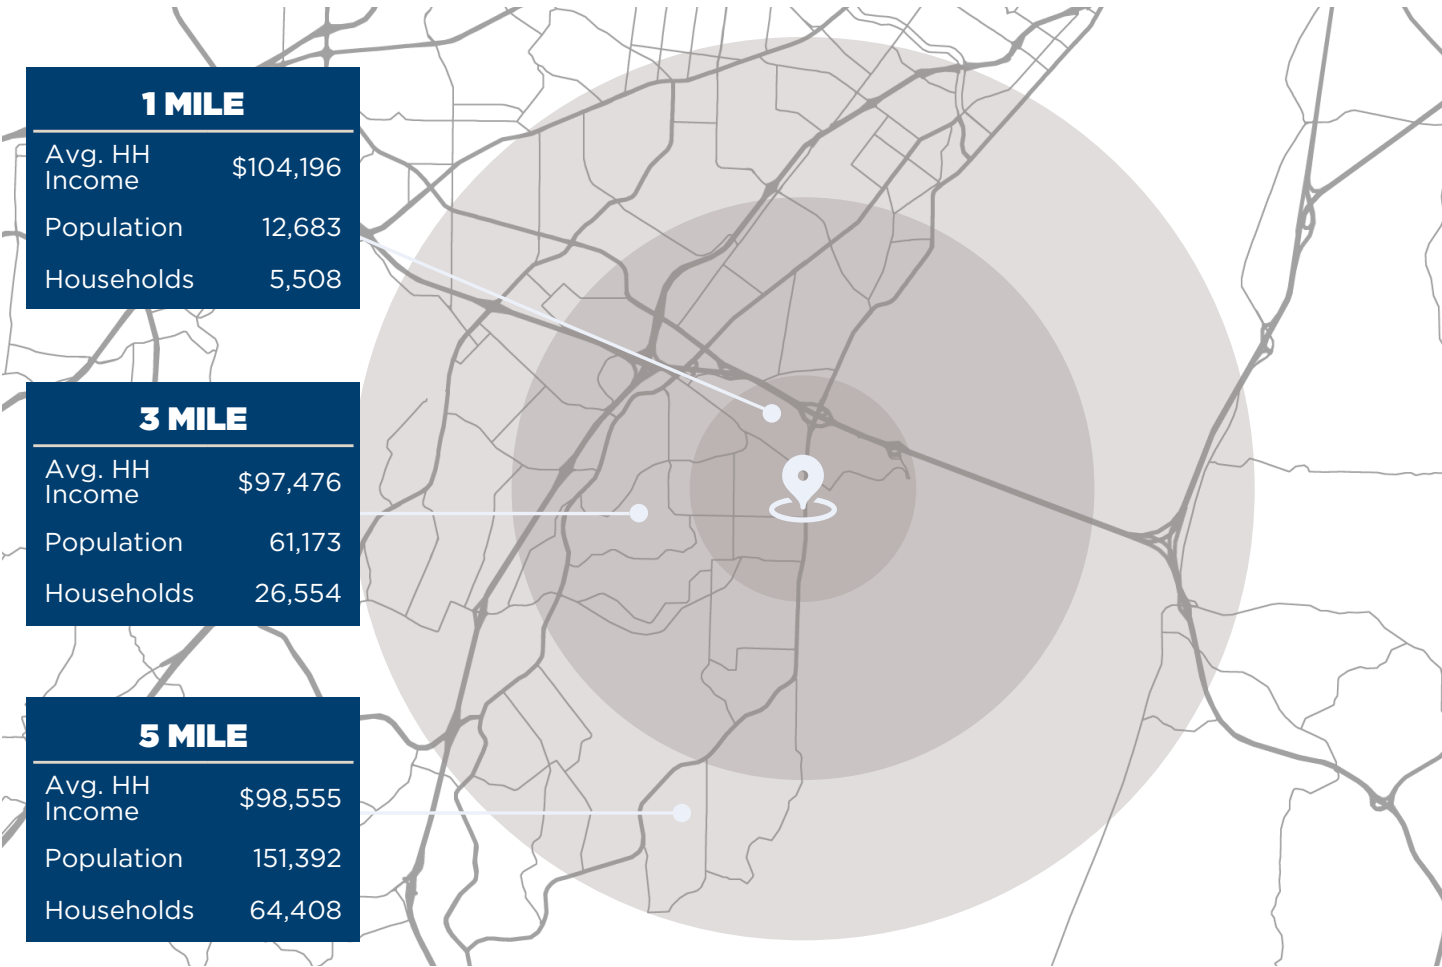 1 MILE
Avg. HH
Income
$104,196
Population 12,683
Households 5,508
3 MILE
Avg. HH
Income
$97,476
Population 61,173
Households 26,554
5 MILE
Avg. HH
Income
$98,555
Population 151,392
Households 64,408